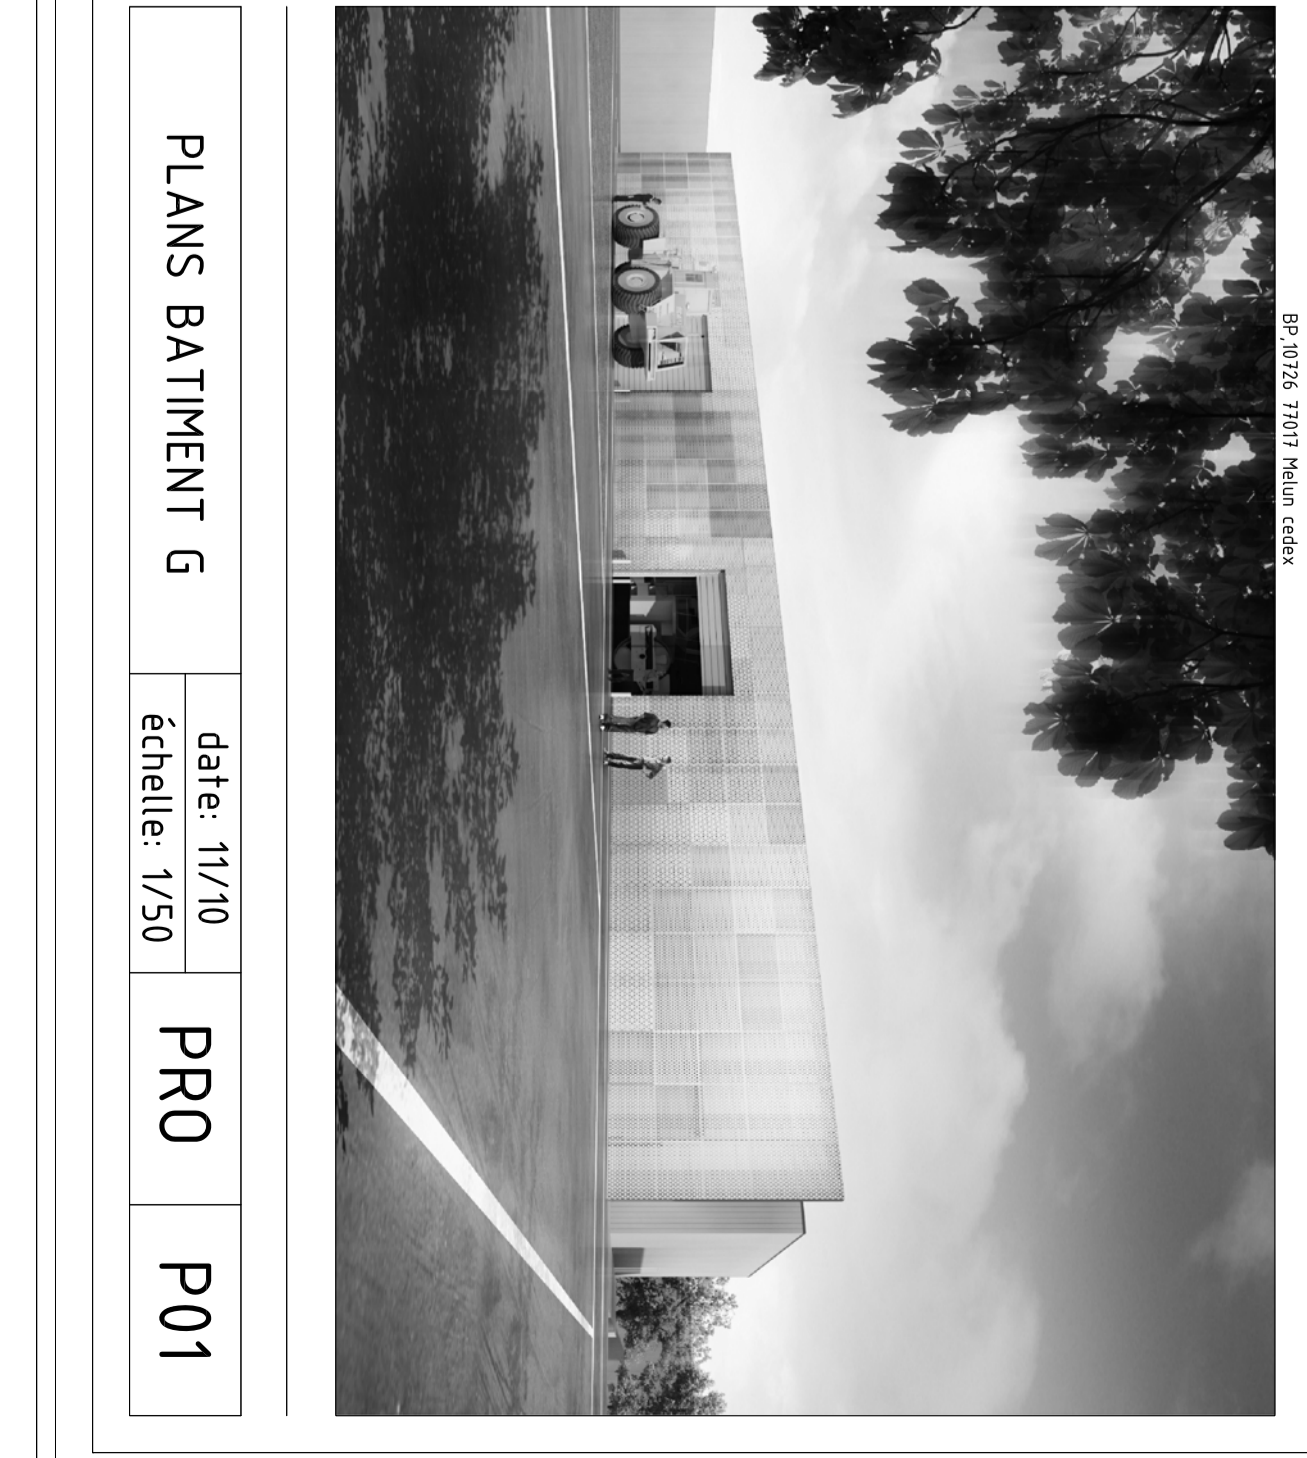 BP,10726 77017 Melun cedex
PLANS BATIMENT G
date: 11/10
échelle: 1/50
PRO
P01